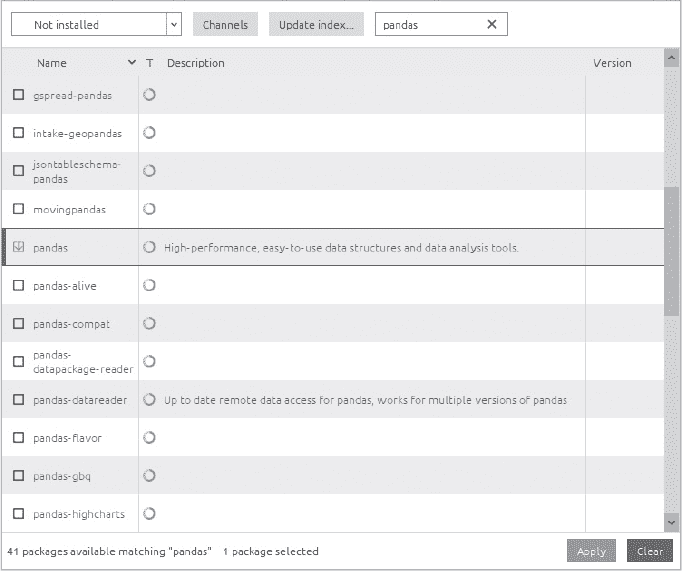 Not installed
Channels
Update index...
pandas
Name
T
Description
Version
gspread-pandas
intake-geopandas
jsontableschema-
pandas
movingpandas
pandas
High-performance, easy-to-use data structures and data analysis tools.
pandas-alive
pandas-compat
pandas-
datapackage-reader
pandas-datareader
Up to date remote data access for pandas, works for multiple versions of pandas
pandas-flavor
pandas-gbq
pandas-highcharts
41 packages available matching "pandas"
1 package selected
Apply
Clear